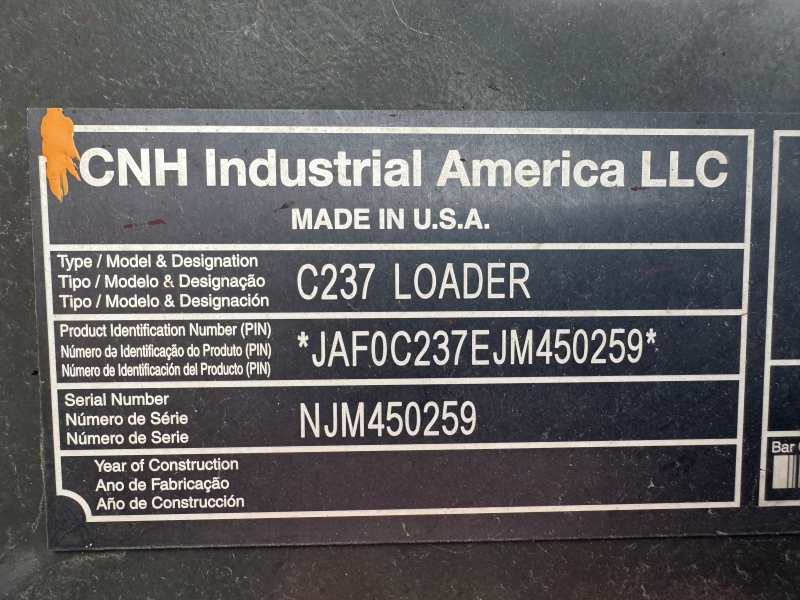 CNH Industrial America LLC
MADE IN U.S.A.
Type / Model & Designation
Tipo / Modelo & Designação
Tipo / Modelo & Designación
C237 LOADER
Product Identification Number (PIN)
Número de Identificação do Produto (PIN)
Número de Identificación del Producto (PIN)
*JAF0C237EJM450259*
Serial Number
Número de Série
Número de Serie
NJM450259
Year of Construction
Ano de Fabricação
Año de Construcción
Bar